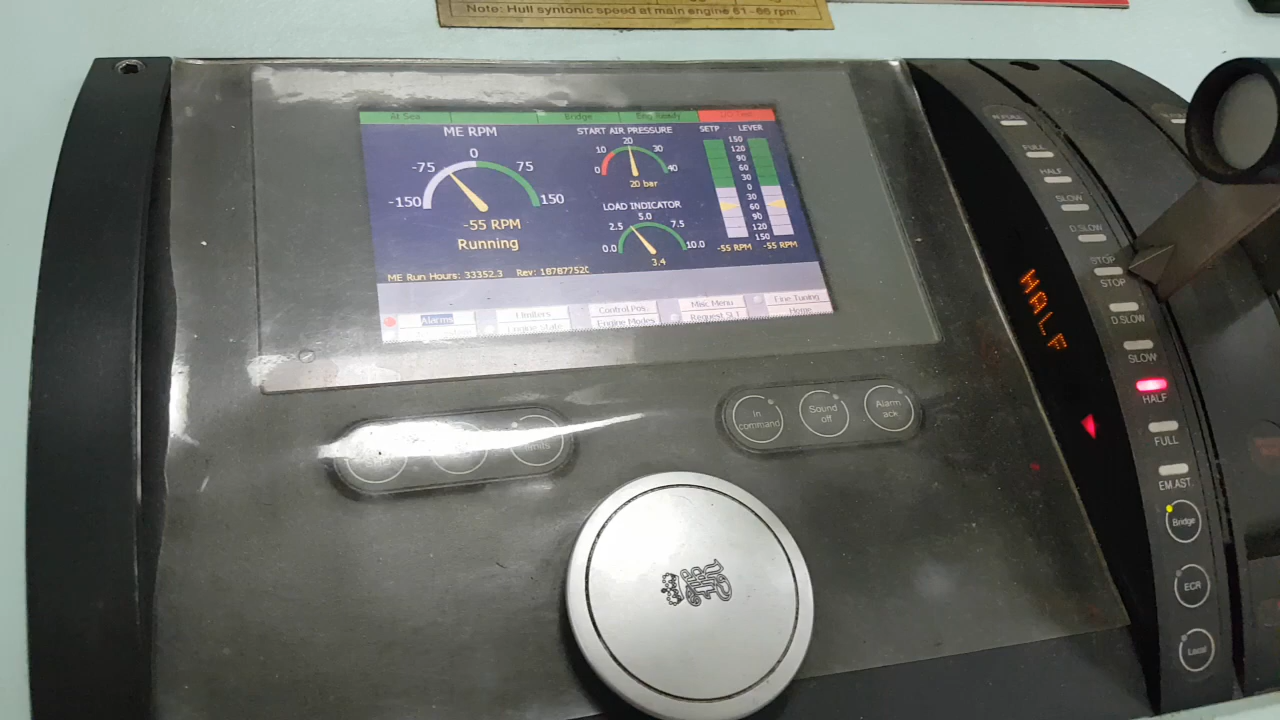 Note: Hull syntonic speed at main engine 61 -66 rpm
At Sea
Bridge
Eng Ready
ME RPM
-150
-75
0
75
150
-55 RPM
Running
ME Run Hours: 33352.3 Rev: 18787752
START AIR PRESSURE
0
10
20
30
40
20 bar
LOAD INDICATOR
0.0
2.5
5.0
7.5
10.0
3.4
SETP LEVER
150
120
90
60
30
0
30
60
90
120
150
-55 RPM -55 RPM
Alarms
Limiters
Control Pos.
Misk Menu
Fine Tuning
Engine State
Engine Modes
Request SLT
Home
In
command
Sound
off
Alarm
ack
HALF
FULL
HALF
SLOW
D.SLOW
STOP
STOP
D.SLOW
SLOW
HALF
FULL
EM.AST.
Bridge
ECR
Local